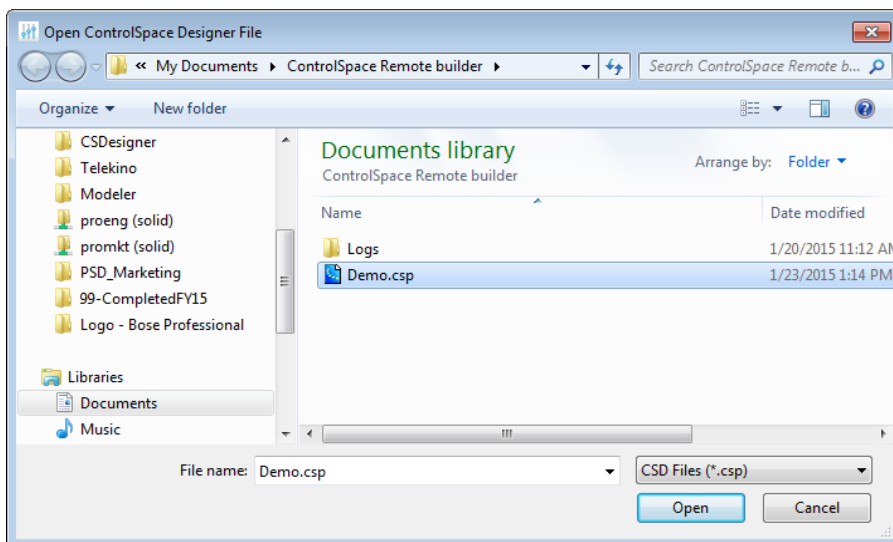 Open ControlSpace Designer File
« My Documents ▸ ControlSpace Remote builder ▸
Search ControlSpace Remote b...
Organize
New folder
CSDesigner
Telekino
Modeler
proeng (solid)
promkt (solid)
PSD_Marketing
99-CompletedFY15
Logo - Bose Professional
Libraries
Documents
Music
Documents library
ControlSpace Remote builder
Arrange by: Folder
Name
Date modified
Logs
1/20/2015 11:12 AM
Demo.csp
1/23/2015 1:14 PM
File name: Demo.csp
CSD Files (*.csp)
Open
Cancel